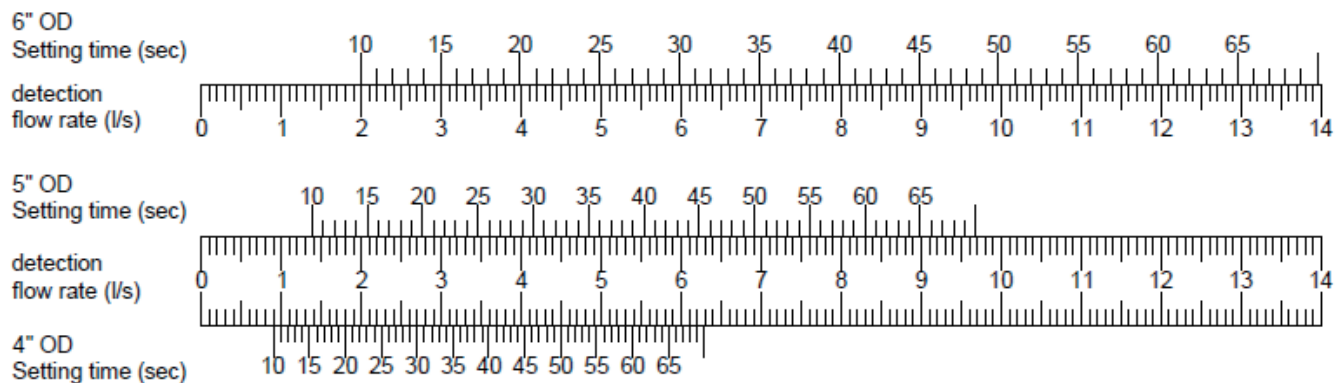 6" OD
Setting time (sec)
10 15 20 25 30 35 40 45 50 55 60 65
detection
flow rate (l/s)
0 1 2 3 4 5 6 7 8 9 10 11 12 13 14
5" OD
Setting time (sec)
10 15 20 25 30 35 40 45 50 55 60 65
detection
flow rate (l/s)
0 1 2 3 4 5 6 7 8 9 10 11 12 13 14
4" OD
Setting time (sec)
10 15 20 25 30 35 40 45 50 55 60 65